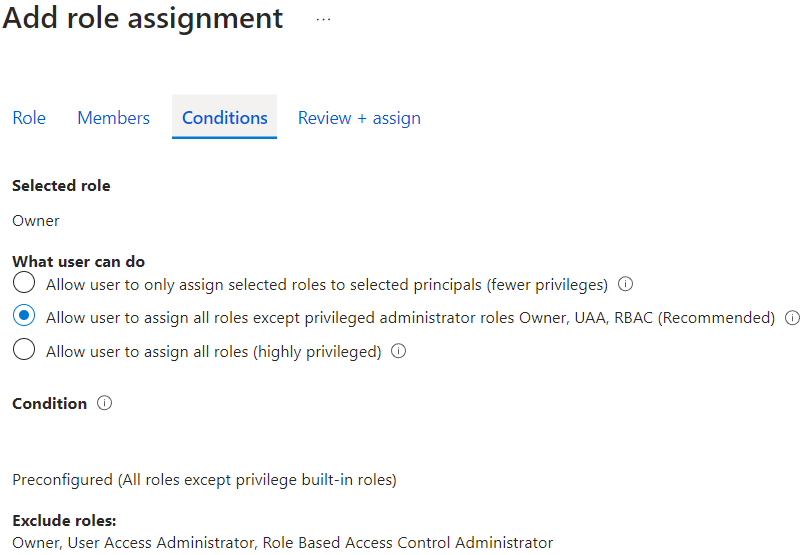 Add role assignment ...
Role Members Conditions Review + assign
Selected role
Owner
What user can do
Allow user to only assign selected roles to selected principals (fewer privileges)
Allow user to assign all roles except privileged administrator roles Owner, UAA, RBAC (Recommended)
Allow user to assign all roles (highly privileged)
Condition
Preconfigured (All roles except privilege built-in roles)
Exclude roles:
Owner, User Access Administrator, Role Based Access Control Administrator